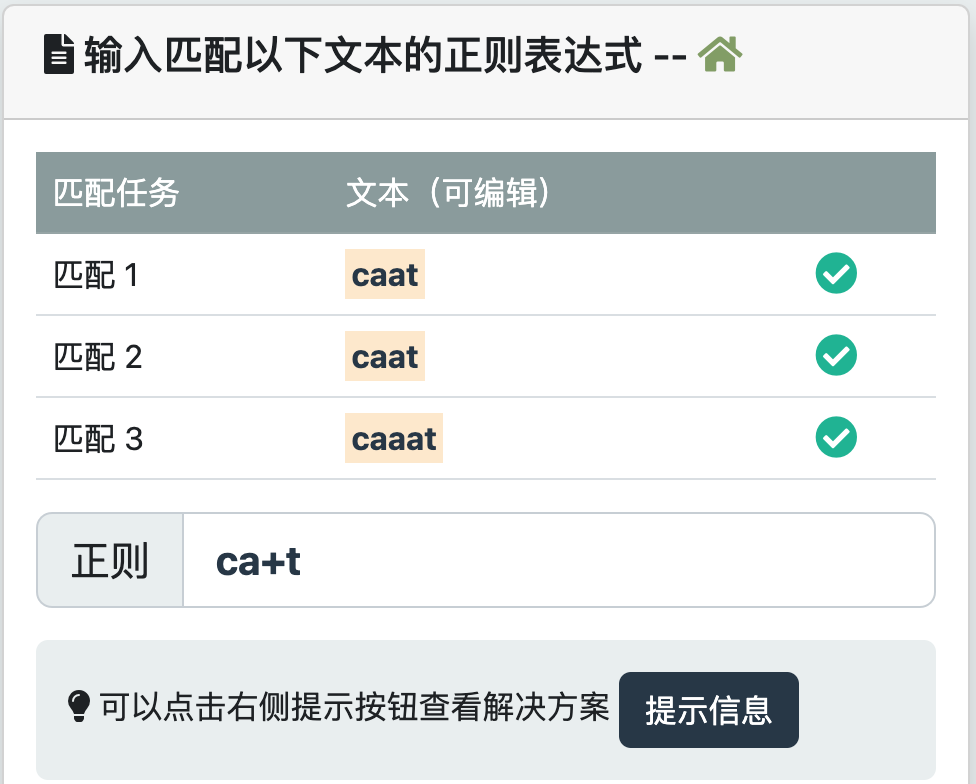 输入匹配以下文本的正则表达式 --
匹配任务 文本（可编辑）
匹配 1 caat
匹配 2 caat
匹配 3 caaat
正则 ca+t
可以点击右侧提示按钮查看解决方案 提示信息